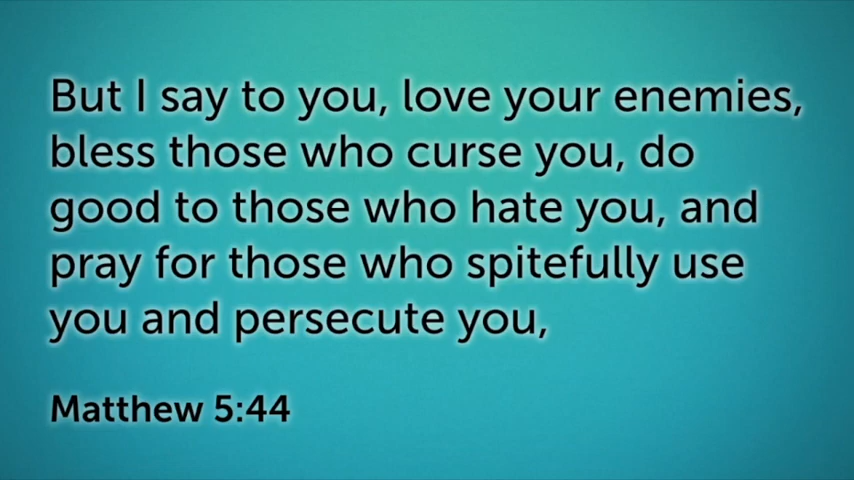 But I say to you, love your enemies,
bless those who curse you, do
good to those who hate you, and
pray for those who spitefully use
you and persecute you,
Matthew 5:44